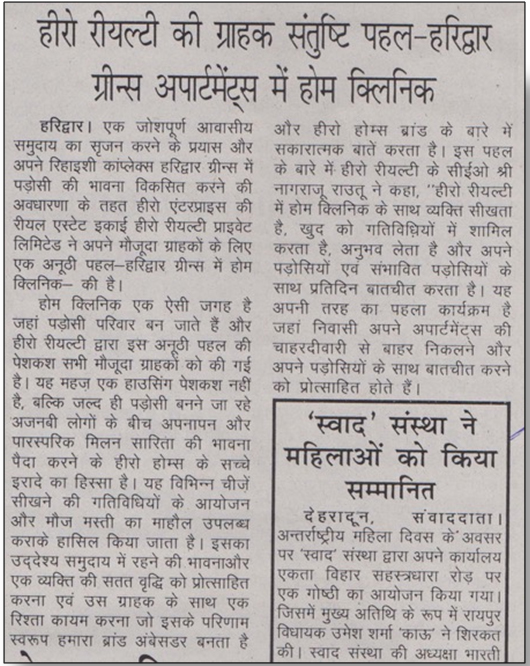 हीरो रीयल्टी की ग्राहक संतुष्टि पहल–हरिद्वार
ग्रीन्स अपार्टमेंट्स में होम क्लिनिक
हरिद्वार। एक जोशपूर्ण आवासीय
समुदाय का सृजन करने के प्रयास और
अपने रिहाइशी कांप्लेक्स हरिद्वार ग्रीन्स में
पड़ोसी की भावना विकसित करने की
अवधारणा के तहत हीरो एंटरप्राइस की
रीयल एस्टेट इकाई हीरो रीयल्टी प्राइवेट
लिमिटेड ने अपने मौजूदा ग्राहकों के लिए
एक अनूठी पहल–हरिद्वार ग्रीन्स में होम
क्लिनिक– की है।
होम क्लिनिक एक ऐसी जगह है
जहां पड़ोसी परिवार बन जाते हैं और
हीरो रीयल्टी द्वारा इस अनूठी पहल की
पेशकश सभी मौजूदा ग्राहकों को की गई
है। यह महज़ एक हाउसिंग पेशकश नहीं
है, बल्कि जल्द ही पड़ोसी बनने जा रहे
अजनबी लोगों के बीच अपनापन और
पारस्परिक मिलन सारिता की भावना
पैदा करने के हीरो होम्स के सच्चे
इरादा का हिस्सा है। यह विभिन्न चीज़ें
सीखने की गतिविधियों के आयोजन
और मौज मस्ती का माहौल उपलब्ध
कराके हासिल किया जाता है। इसका
उद्देश्य समुदाय में रहने की भावनाऔर
एक व्यक्ति की सतत वृद्धि को प्रोत्साहित
करना एवं उस ग्राहक के साथ एक
रिश्ता कायम करना जो इसके परिणाम
स्वरूप हमारा ब्रांड अंबेसडर बनता है
और हीरो होम्स ब्रांड के बारे में
सकारात्मक बातें करता है। इस पहल
के बारे में हीरो रीयल्टी के सीईओ श्री
नागराजू राउतू ने कहा, "हीरो रीयल्टी
में होम क्लिनिक के साथ व्यक्ति सीखता
है, खुद को गतिविधियों में शामिल
करता है, अनुभव लेता है और अपने
पड़ोसियों एवं संभावित पड़ोसियों के
साथ प्रतिदिन बातचीत करता है। यह
अपनी तरह का पहला कार्यक्रम है
जहां निवासी अपने अपार्टमेंट्स की
चाहरदीवारी से बाहर निकलने और
अपने पड़ोसियों के साथ बातचीत करने
को प्रोत्साहित होते हैं।
'स्वाद' संस्था ने
महिलाओं को किया
सम्मानित
देहरादून, संवाददाता।
अन्तर्राष्ट्रीय महिला दिवस के अवसर
पर 'स्वाद' संस्था द्वारा अपने कार्यालय
एकता विहार सहस्त्रधारा रोड़ पर
एक गोष्ठी का आयोजन किया गया।
जिसमें मुख्य अतिथि के रूप में रायपुर
विधायक उमेश शर्मा 'काऊ' ने शिरकत
की। स्वाद संस्था की अध्यक्षा भारती